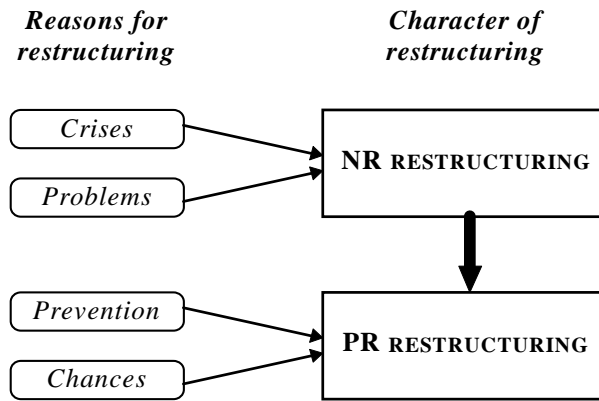 Reasons for
restructuring
Character of
restructuring
Crises
Problems
NR RESTRUCTURING
Prevention
Chances
PR RESTRUCTURING